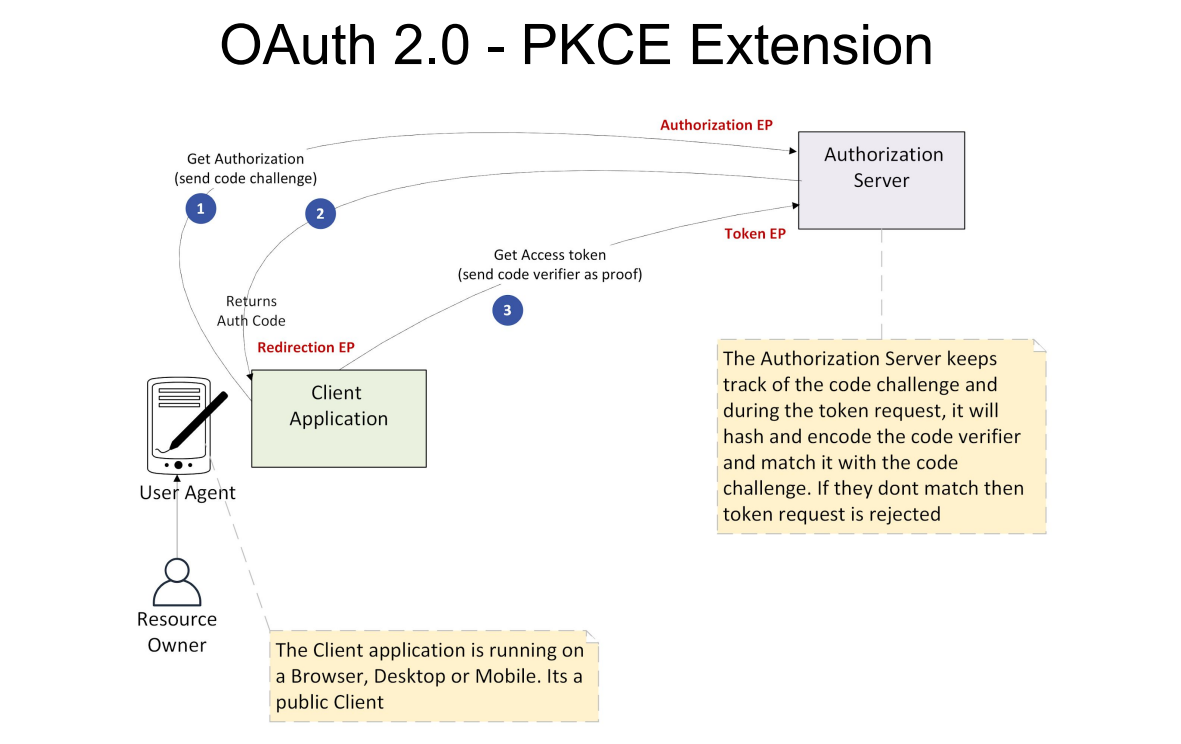 OAuth 2.0 - PKCE Extension
Authorization EP
Get Authorization
(send code challenge)
Authorization
Server
1
2
Token EP
Get Access token
(send code verifier as proof)
3
Returns
Auth Code
Redirection EP
Client
Application
The Authorization Server keeps
track of the code challenge and
during the token request, it will
hash and encode the code verifier
and match it with the code
challenge. If they dont match then
token request is rejected
User Agent
Resource
Owner
The Client application is running on
a Browser, Desktop or Mobile. Its a
public Client